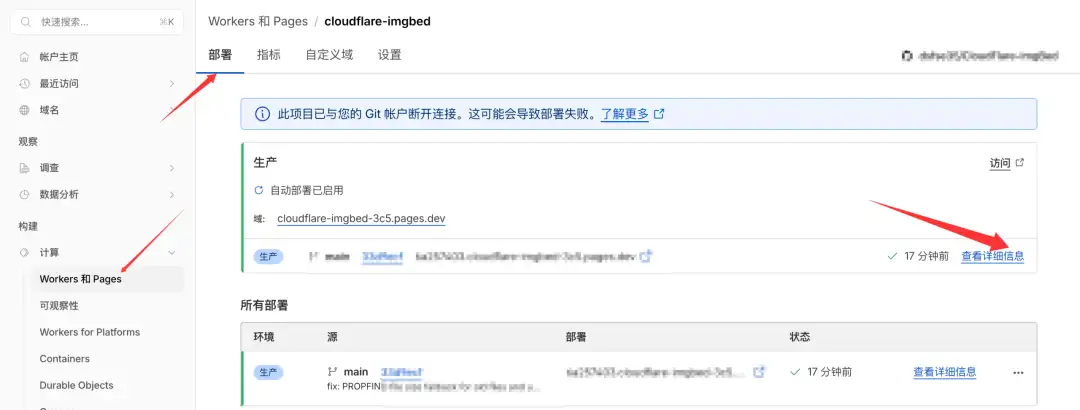 快速搜索... ⌘K
帐户主页
最近访问
域名
观察
调查
数据分析
构建
计算
Workers 和 Pages
可观察性
Workers for Platforms
Containers
Durable Objects
Workers 和 Pages / cloudflare-imgbed
部署 指标 自定义域 设置
此项目已与您的 Git 帐户断开连接。这可能会导致部署失败。了解更多
生产 访问
自动部署已启用
域: cloudflare-imgbed-3c5.pages.dev
生产 main 17 分钟前 查看详细信息
所有部署
环境 源 部署 状态
生产 main 17 分钟前 查看详细信息 ...
fix: PROPFIN